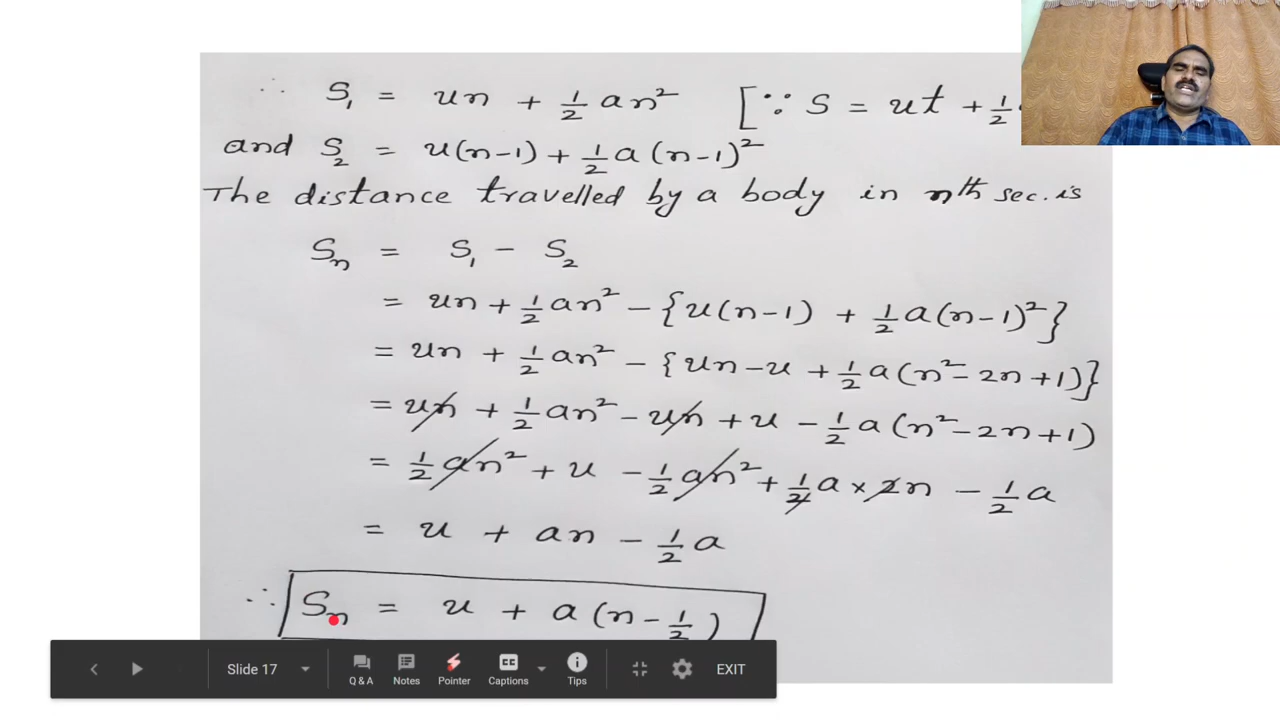 ∴ S₁ = un + ½ an² [∵ S = ut + ½
and S₂ = u(n-1) + ½ a (n-1)²
The distance travelled by a body in nth sec. is
Sₙ = S₁ - S₂
= un + ½ an² - {u(n-1) + ½ a(n-1)²}
= un + ½ an² - {un - u + ½ a(n² - 2n + 1)}
= un + ½ an² - un + u - ½ a(n² - 2n + 1)
= ½ an² + u - ½ an² + ½ a × 2n - ½ a
= u + an - ½ a
∴ Sₙ = u + a (n - ½)
Slide 17
Q & A
Notes
Pointer
CC
Captions
Tips
EXIT